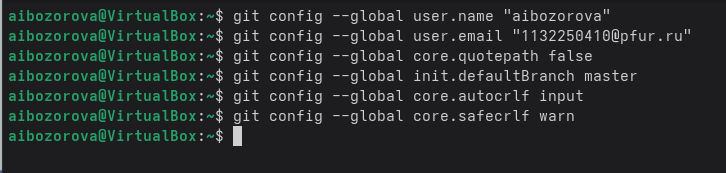 aibozorova@VirtualBox:~$ git config --global user.name "aibozorova"
aibozorova@VirtualBox:~$ git config --global user.email "1132250410@pfur.ru"
aibozorova@VirtualBox:~$ git config --global core.quotepath false
aibozorova@VirtualBox:~$ git config --global init.defaultBranch master
aibozorova@VirtualBox:~$ git config --global core.autocrlf input
aibozorova@VirtualBox:~$ git config --global core.safecrlf warn
aibozorova@VirtualBox:~$